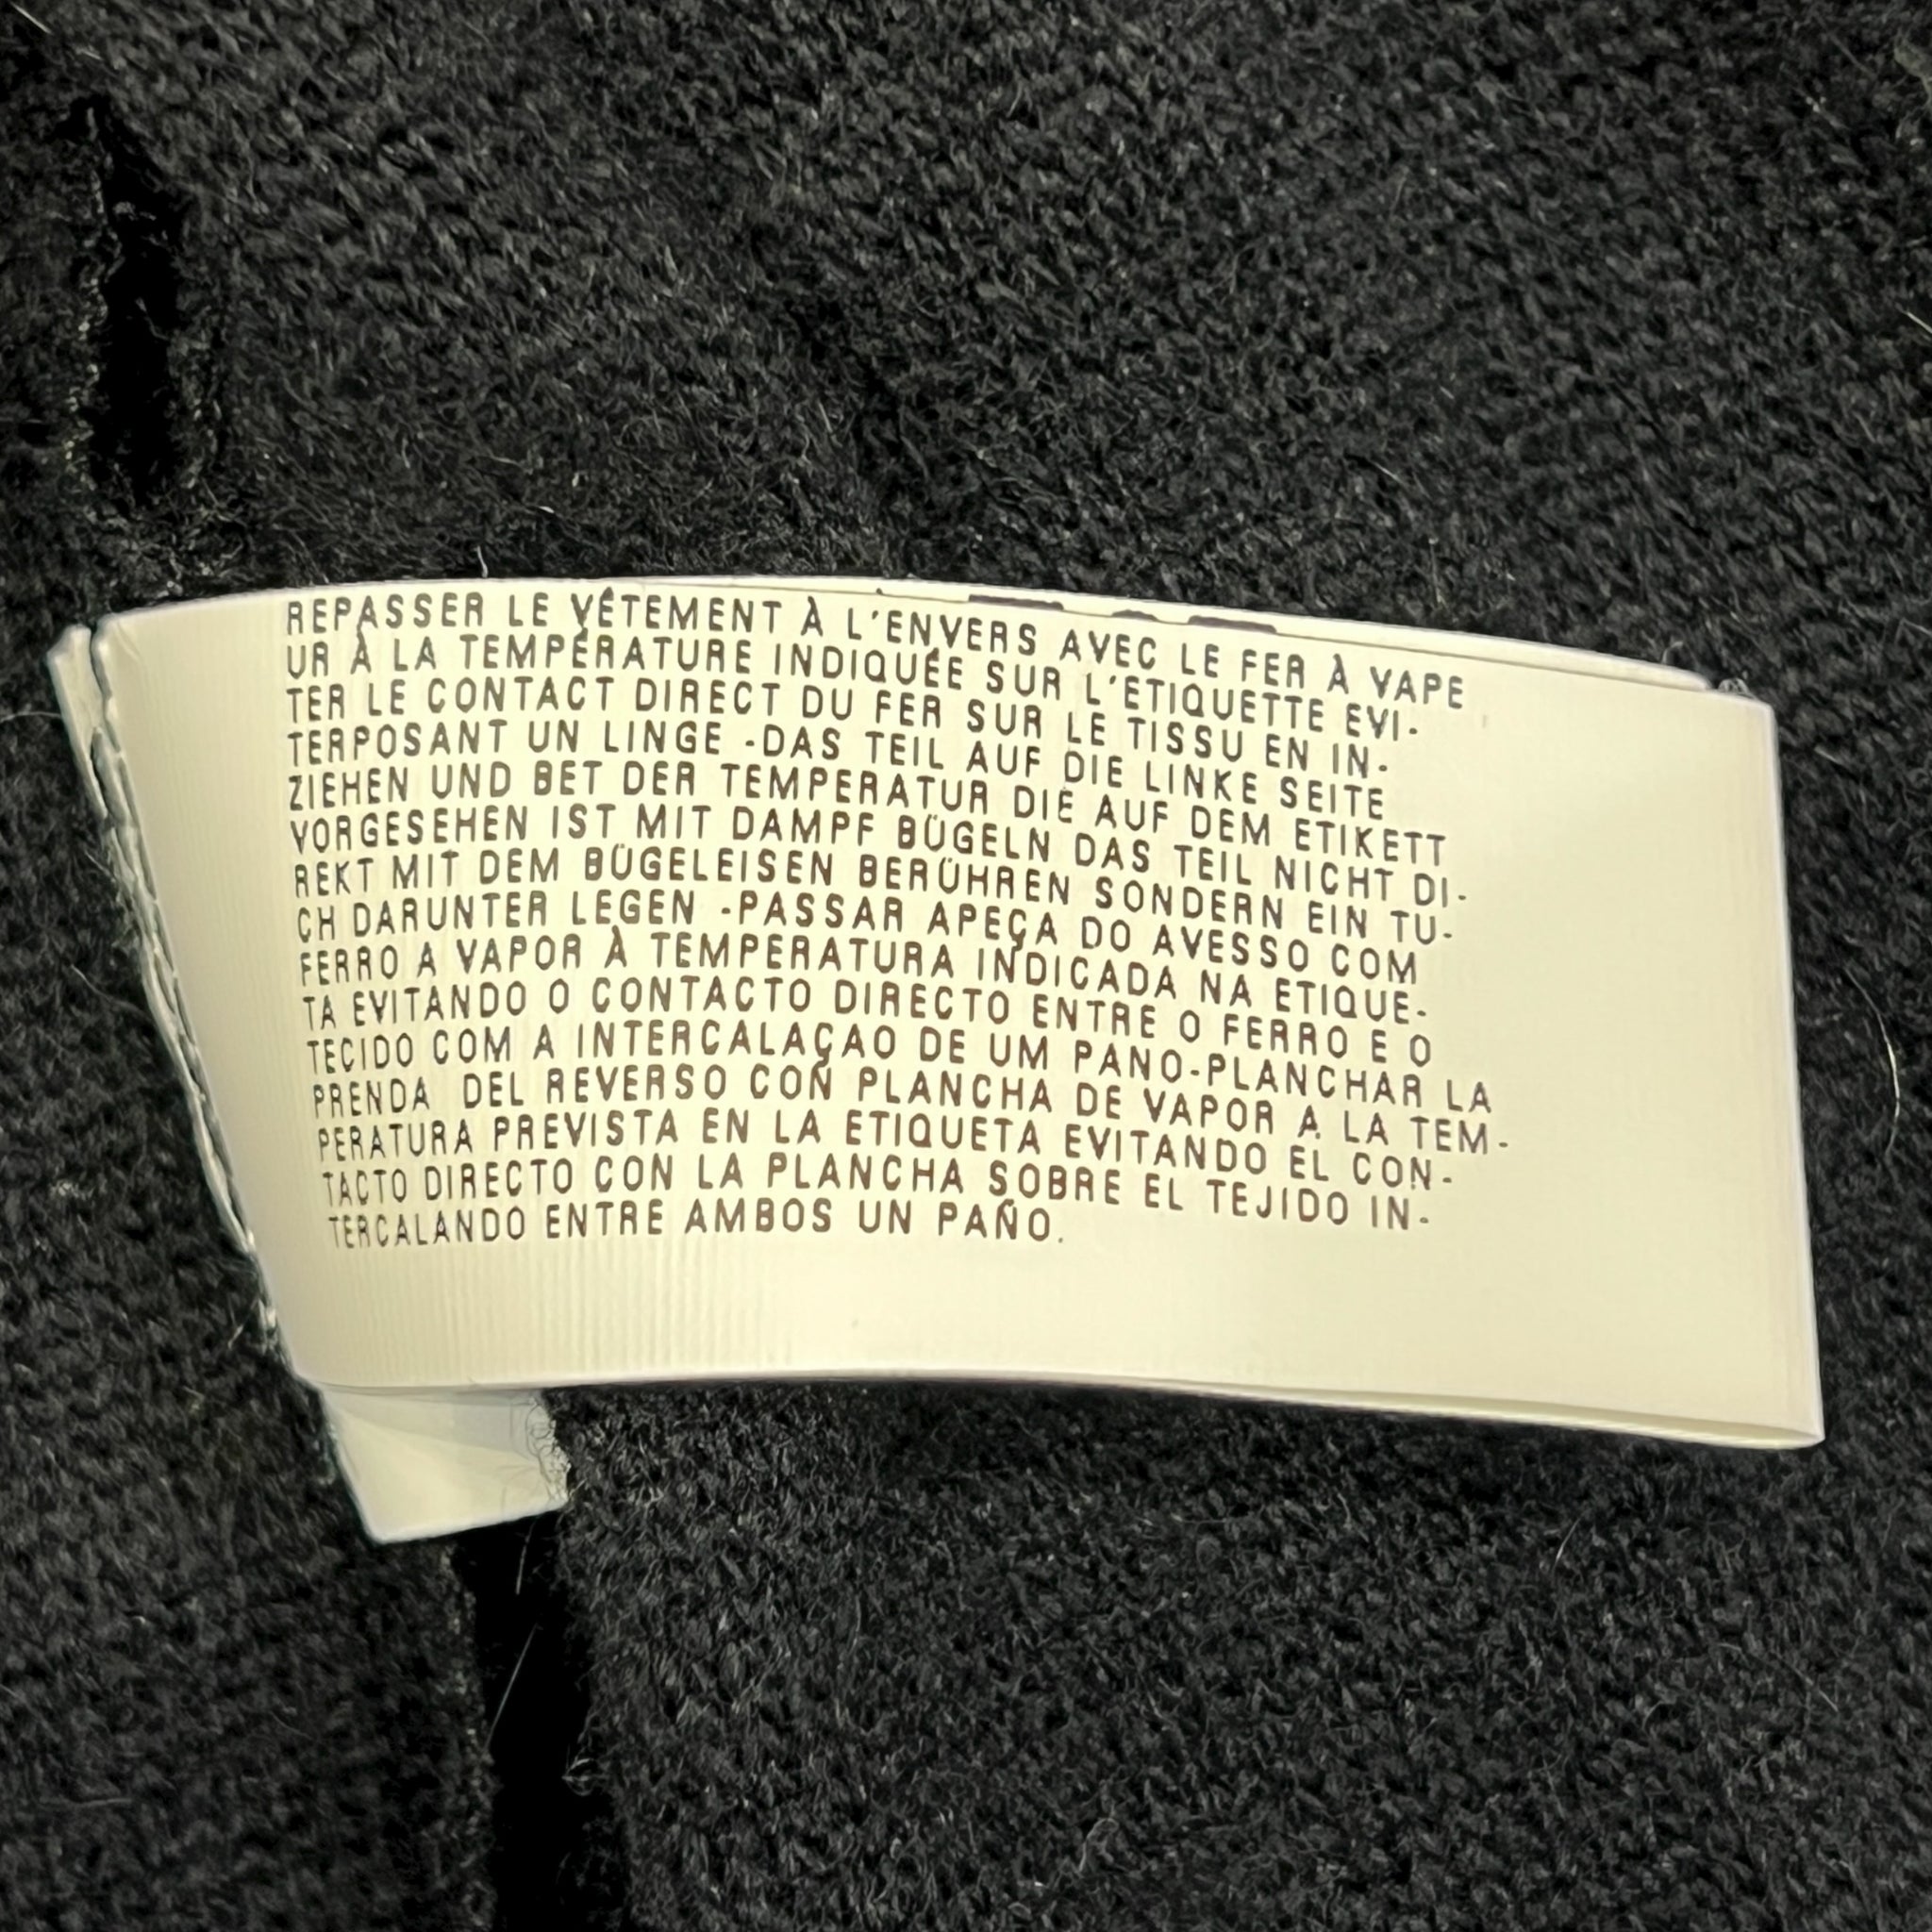 REPASSER LE VÊTEMENT À L'ENVERS AVEC LE FER À VAPE
UR À LA TEMPÉRATURE INDIQUÉE SUR L'ETIQUETTE EVI-
TER LE CONTACT DIRECT DU FER SUR LE TISSU EN IN-
TERPOSANT UN LINGE -DAS TEIL AUF DIE LINKE SEITE
ZIEHEN UND BET DER TEMPERATUR DIE AUF DEM ETIKETT
VORGESEHEN IST MIT DAMPF BÜGELN DAS TEIL NICHT DI-
REKT MIT DEM BÜGELEISEN BERÜHREN SONDERN EIN TU-
CH DARUNTER LEGEN -PASSAR APEÇA DO AVESSO COM
FERRO A VAPOR À TEMPERATURA INDICADA NA ETIQUE-
TA EVITANDO O CONTACTO DIRECTO ENTRE O FERRO E O
TECIDO COM A INTERCALAÇAO DE UM PANO-PLANCHAR LA
PRENDA DEL REVERSO COÑ PLANCHA DE VAPOR A LA TEM-
PERATURA PREVISTA EN LA ETIQUETA EVITANDO EL CON-
TACTO DIRECTO CON LA PLANCHA SOBRE EL TEJIDO IN-
TERCALANDO ENTRE AMBOS UN PAÑO.